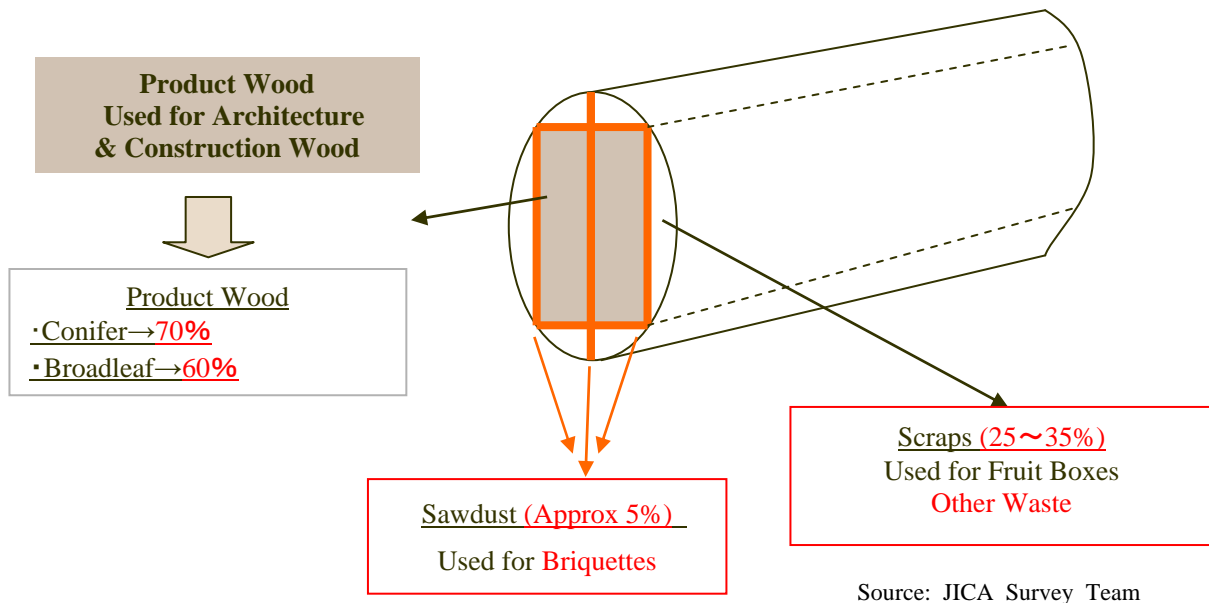 Product Wood
Used for Architecture
& Construction Wood
Product Wood
・Conifer→70%
・Broadleaf→60%
Sawdust (Approx 5%)
Used for Briquettes
Scraps (25～35%)
Used for Fruit Boxes
Other Waste
Source: JICA Survey Team